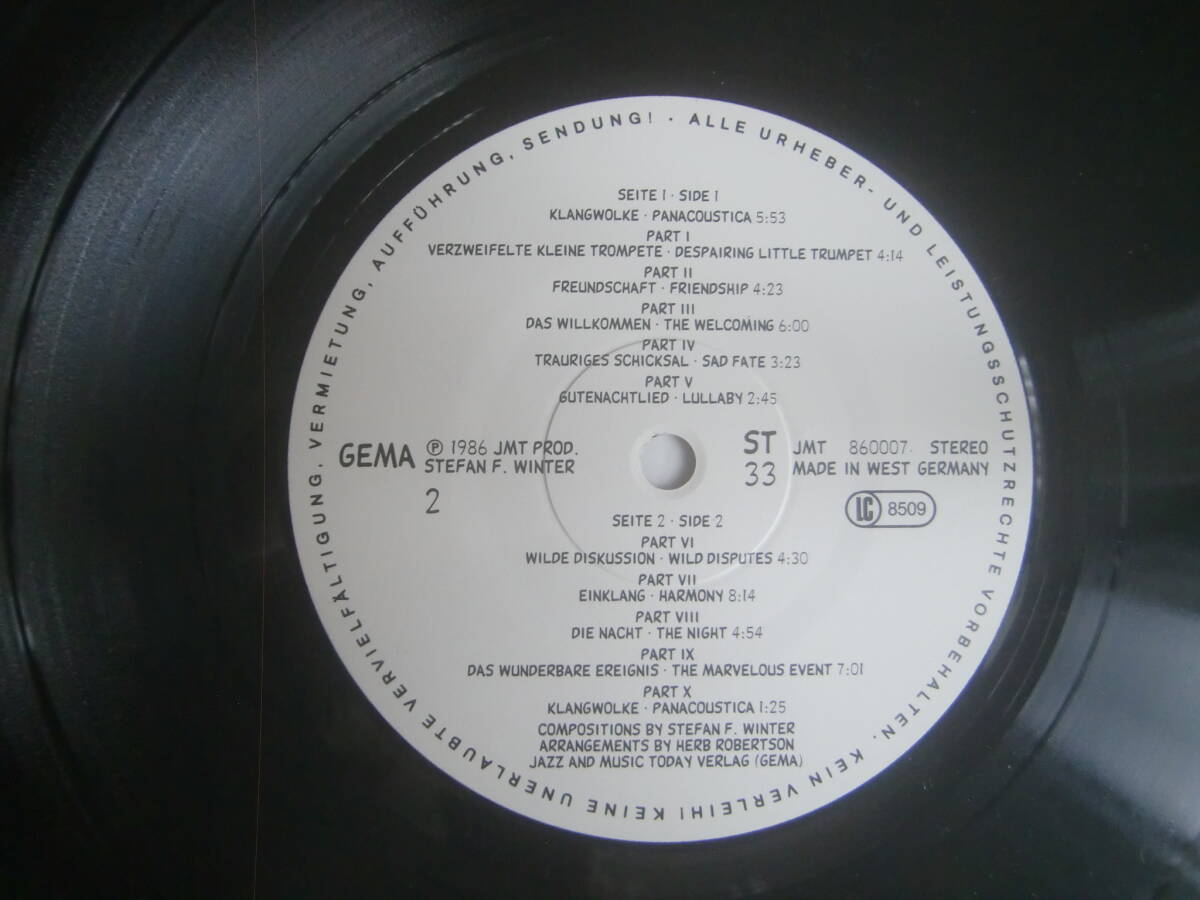 SEITE 1 · SIDE 1
KLANGWOLKE · PANACOUSTICA 5:53
PART I
VERZWEIFELTE KLEINE TROMPETE · DESPAIRING LITTLE TRUMPET 4:14
PART II
FREUNDSCHAFT · FRIENDSHIP 4:23
PART III
DAS WILLKOMMEN · THE WELCOMING 6:00
PART IV
TRAURIGES SCHICKSAL · SAD FATE 3:23
PART V
GUTENACHTLIED · LULLABY 2:45
GEMA ℗ 1986 JMT PROD.
STEFAN F. WINTER
2
ST
33
JMT 860007 STEREO
MADE IN WEST GERMANY
LC 8509
SEITE 2 · SIDE 2
PART VI
WILDE DISKUSSION · WILD DISPUTES 4:30
PART VII
EINKLANG · HARMONY 8:14
PART VIII
DIE NACHT · THE NIGHT 4:54
PART IX
DAS WUNDERBARE EREIGNIS · THE MARVELOUS EVENT 7:01
PART X
KLANGWOLKE · PANACOUSTICA 1:25
COMPOSITIONS BY STEFAN F. WINTER
ARRANGEMENTS BY HERB ROBERTSON
JAZZ AND MUSIC TODAY VERLAG (GEMA)
ALLE URHEBER- UND LEISTUNGSSCHUTZRECHTE VORBEHALTEN. KEIN VERLEIH! KEINE UNERLAUBTE VERVIELFÄLTIGUNG, VERMIETUNG, AUFFÜHRUNG, SENDUNG! ·